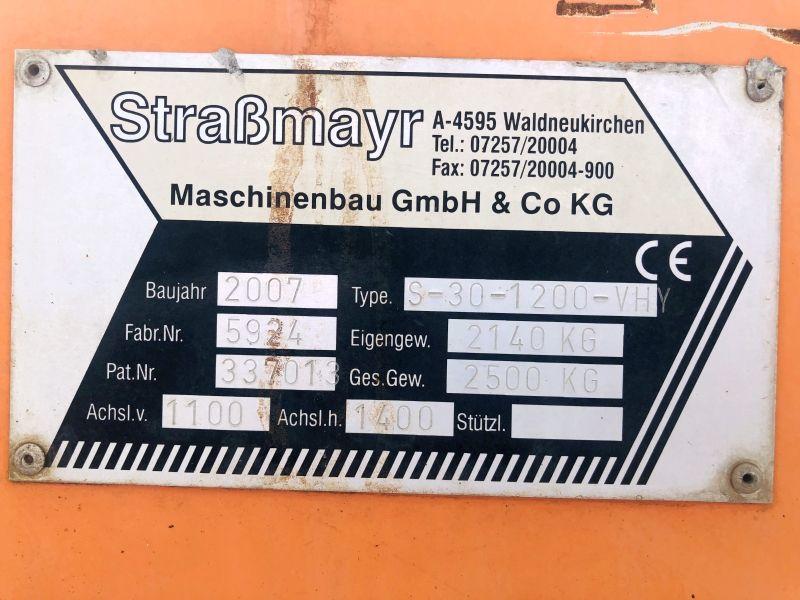 Straßmayr
A-4595 Waldneukirchen
Tel.: 07257/20004
Fax: 07257/20004-900
Maschinenbau GmbH & Co KG
CE
Baujahr 2007 Type. S-30-1200-VHY
Fabr.Nr. 5924 Eigengew. 2140 KG
Pat.Nr. 337013 Ges.Gew. 2500 KG
Achsl.v. 1100 Achsl.h. 1400 Stützl.